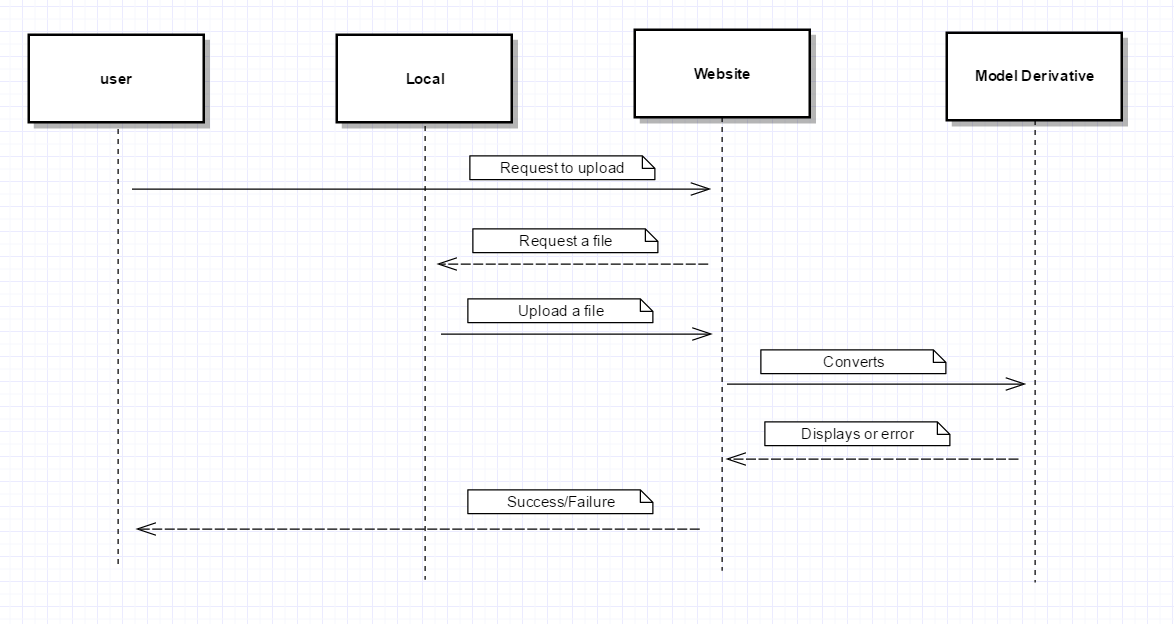 user
Local
Website
Model Derivative
Request to upload
Request a file
Upload a file
Converts
Displays or error
Success/Failure